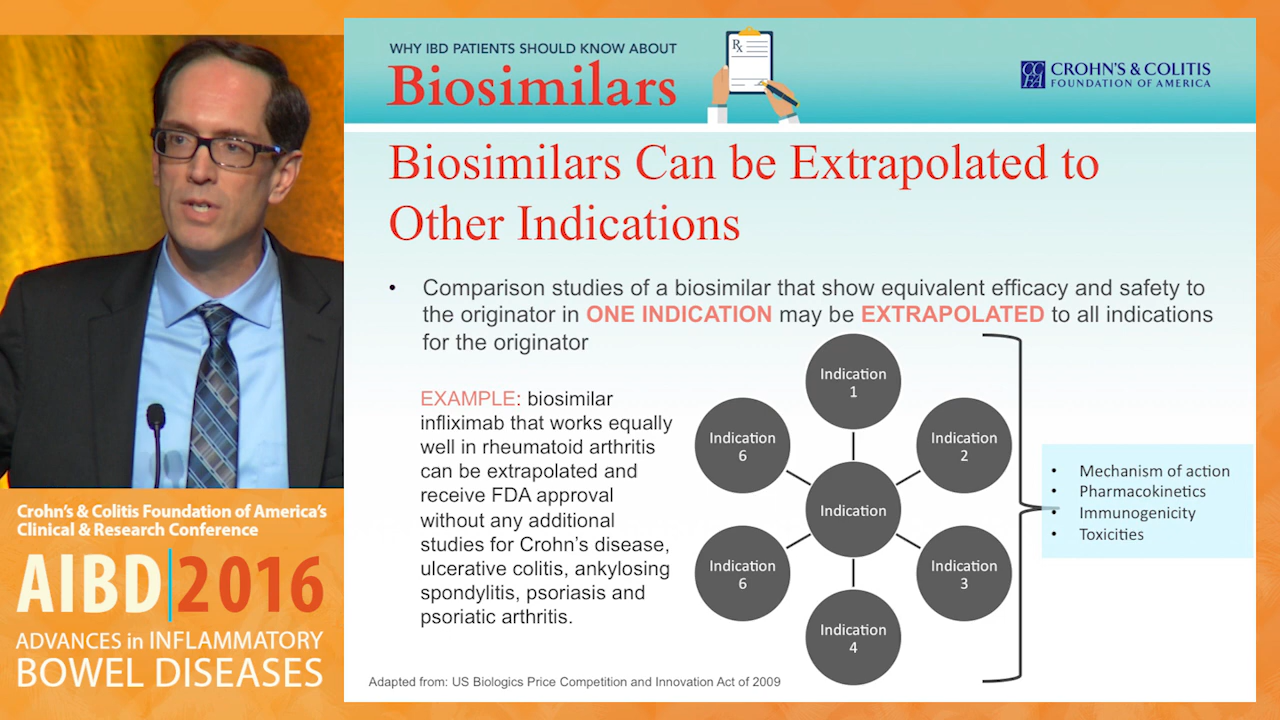 WHY IBD PATIENTS SHOULD KNOW ABOUT
Biosimilars
Rx
CCFA
CROHN'S & COLITIS
FOUNDATION OF AMERICA
Biosimilars Can be Extrapolated to
Other Indications
• Comparison studies of a biosimilar that show equivalent efficacy and safety to
the originator in ONE INDICATION may be EXTRAPOLATED to all indications
for the originator
EXAMPLE: biosimilar
infliximab that works equally
well in rheumatoid arthritis
can be extrapolated and
receive FDA approval
without any additional
studies for Crohn's disease,
ulcerative colitis, ankylosing
spondylitis, psoriasis and
psoriatic arthritis.
Indication
1
Indication
2
Indication
3
Indication
4
Indication
6
Indication
6
Indication
• Mechanism of action
• Pharmacokinetics
• Immunogenicity
• Toxicities
Adapted from: US Biologics Price Competition and Innovation Act of 2009
Crohn's & Colitis Foundation of America's
Clinical & Research Conference
AIBD|2016
ADVANCES in INFLAMMATORY
BOWEL DISEASES